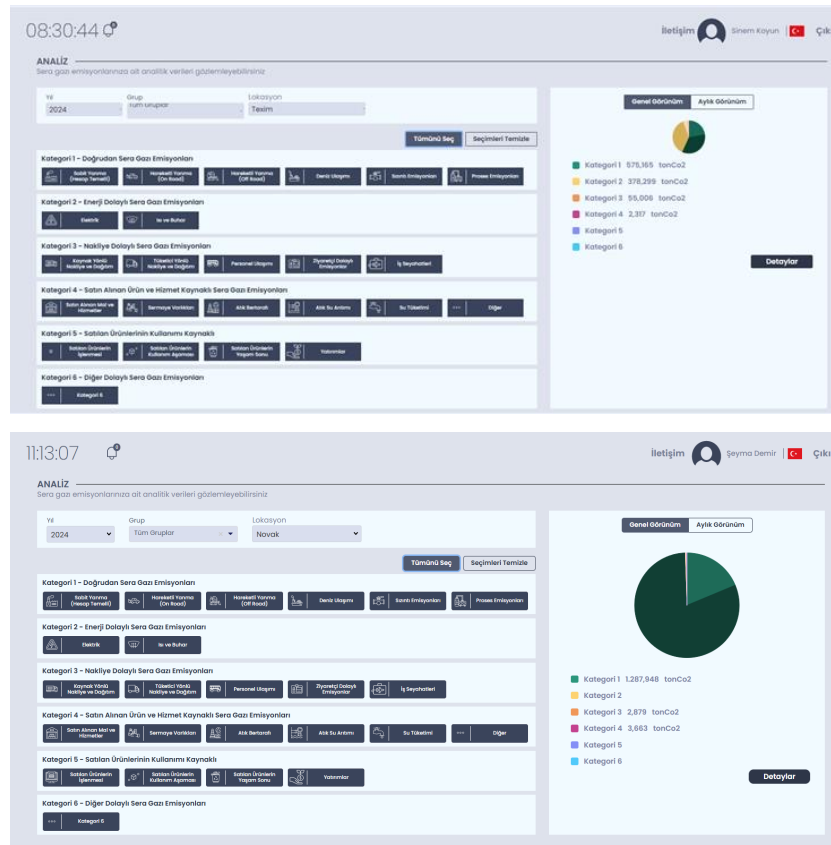 08:30:44
İletişim Sinem Koyun Çık
ANALİZ
Sera gazı emisyonlarınıza ait analitik verileri gözlemleyebilirsiniz
Yıl Grup Lokasyon
2024 Tüm Gruplar Texim
Genel Görünüm Aylık Görünüm
Tümünü Seç Seçimleri Temizle
Kategori 1 - Doğrudan Sera Gazı Emisyonları
Sabit Yanma (Hesap Temelli) Hareketli Yanma (On Road) Hareketli Yanma (Off Road) Deniz Ulaşımı Sızıntı Emisyonları Proses Emisyonları
Kategori 2 - Enerji Dolaylı Sera Gazı Emisyonları
Elektrik Isı ve Buhar
Kategori 3 - Nakliye Dolaylı Sera Gazı Emisyonları
Kaynak Yönlü Nakliye ve Dağıtım Tüketici Yönlü Nakliye ve Dağıtım Personel Ulaşımı Ziyaretçi Dolaylı Emisyonlar İş Seyahatleri
Kategori 4 - Satın Alınan Ürün ve Hizmet Kaynaklı Sera Gazı Emisyonları
Satın Alınan Mal ve Hizmetler Sermaye Varlıkları Atık Bertarafı Atık Su Arıtımı Su Tüketimi Diğer
Kategori 5 - Satılan Ürünlerinin Kullanımı Kaynaklı
Satılan Ürünlerin İşlenmesi Satılan Ürünlerin Kullanım Aşaması Satılan Ürünlerin Yaşam Sonu Yatırımlar
Kategori 6 - Diğer Dolaylı Sera Gazı Emisyonları
Kategori 6
Kategori 1 575,165 tonCo2
Kategori 2 378,299 tonCo2
Kategori 3 55,006 tonCo2
Kategori 4 2,317 tonCo2
Kategori 5
Kategori 6
Detaylar
11:13:07
İletişim Şeyma Demir Çıkı
ANALİZ
Sera gazı emisyonlarınıza ait analitik verileri gözlemleyebilirsiniz
Yıl Grup Lokasyon
2024 Tüm Gruplar Novak
Genel Görünüm Aylık Görünüm
Tümünü Seç Seçimleri Temizle
Kategori 1 - Doğrudan Sera Gazı Emisyonları
Sabit Yanma (Hesap Temelli) Hareketli Yanma (On Road) Hareketli Yanma (Off Road) Deniz Ulaşımı Sızıntı Emisyonları Proses Emisyonları
Kategori 2 - Enerji Dolaylı Sera Gazı Emisyonları
Elektrik Isı ve Buhar
Kategori 3 - Nakliye Dolaylı Sera Gazı Emisyonları
Kaynak Yönlü Nakliye ve Dağıtım Tüketici Yönlü Nakliye ve Dağıtım Personel Ulaşımı Ziyaretçi Dolaylı Emisyonlar İş Seyahatleri
Kategori 4 - Satın Alınan Ürün ve Hizmet Kaynaklı Sera Gazı Emisyonları
Satın Alınan Mal ve Hizmetler Sermaye Varlıkları Atık Bertarafı Atık Su Arıtımı Su Tüketimi Diğer
Kategori 5 - Satılan Ürünlerinin Kullanımı Kaynaklı
Satılan Ürünlerin İşlenmesi Satılan Ürünlerin Kullanım Aşaması Satılan Ürünlerin Yaşam Sonu Yatırımlar
Kategori 6 - Diğer Dolaylı Sera Gazı Emisyonları
Kategori 6
Kategori 1 1.287,948 tonCo2
Kategori 2
Kategori 3 2,879 tonCo2
Kategori 4 3,663 tonCo2
Kategori 5
Kategori 6
Detaylar